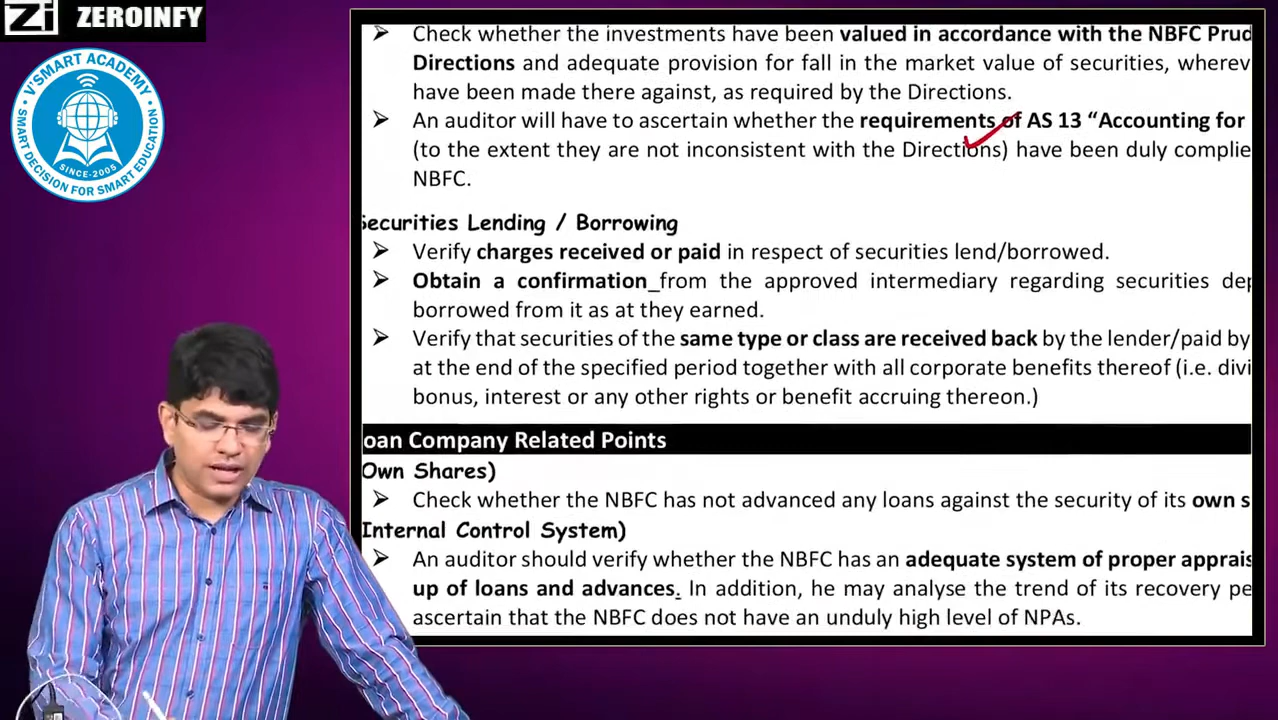 Zi ZEROINFY
V'SMART ACADEMY
SINCE-2005
SMART DECISION FOR SMART EDUCATION
➢ Check whether the investments have been valued in accordance with the NBFC Prud
Directions and adequate provision for fall in the market value of securities, wherev
have been made there against, as required by the Directions.
➢ An auditor will have to ascertain whether the requirements of AS 13 “Accounting for
(to the extent they are not inconsistent with the Directions) have been duly complie
NBFC.
Securities Lending / Borrowing
➢ Verify charges received or paid in respect of securities lend/borrowed.
➢ Obtain a confirmation from the approved intermediary regarding securities dep
borrowed from it as at they earned.
➢ Verify that securities of the same type or class are received back by the lender/paid by
at the end of the specified period together with all corporate benefits thereof (i.e. divi
bonus, interest or any other rights or benefit accruing thereon.)
oan Company Related Points
Own Shares)
➢ Check whether the NBFC has not advanced any loans against the security of its own s
Internal Control System)
➢ An auditor should verify whether the NBFC has an adequate system of proper apprais
up of loans and advances. In addition, he may analyse the trend of its recovery pe
ascertain that the NBFC does not have an unduly high level of NPAs.